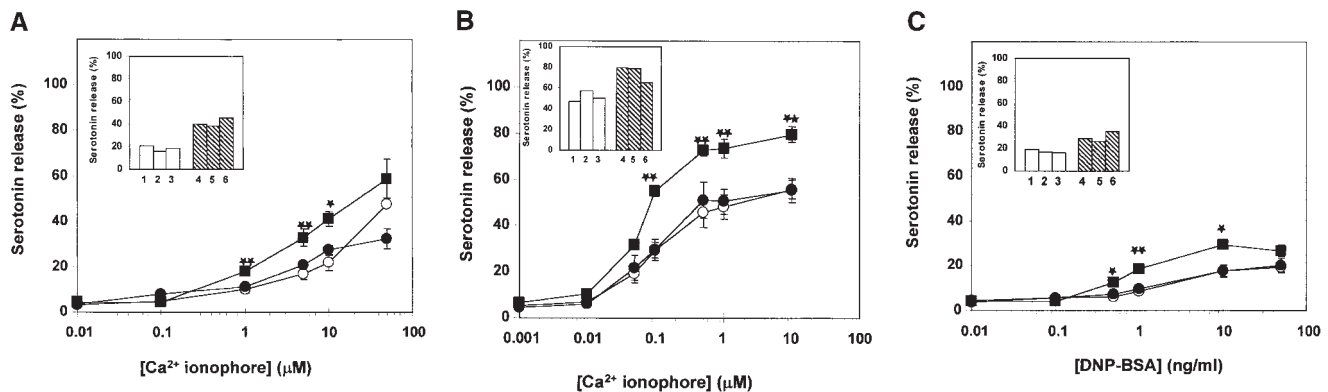 A
Serotonin release (%)
100
80
60
40
20
0
0.01 0.1 1 10 100
[Ca²⁺ ionophore] (μM)
Serotonin release (%)
100
80
60
40
20
0
1 2 3 4 5 6
B
Serotonin release (%)
100
80
60
40
20
0
0.001 0.01 0.1 1 10 100
[Ca²⁺ ionophore] (μM)
Serotonin release (%)
100
80
60
40
20
0
1 2 3 4 5 6
C
Serotonin release (%)
100
80
60
40
20
0
0.01 0.1 1 10 100
[DNP-BSA] (ng/ml)
Serotonin release (%)
100
80
60
40
20
0
1 2 3 4 5 6